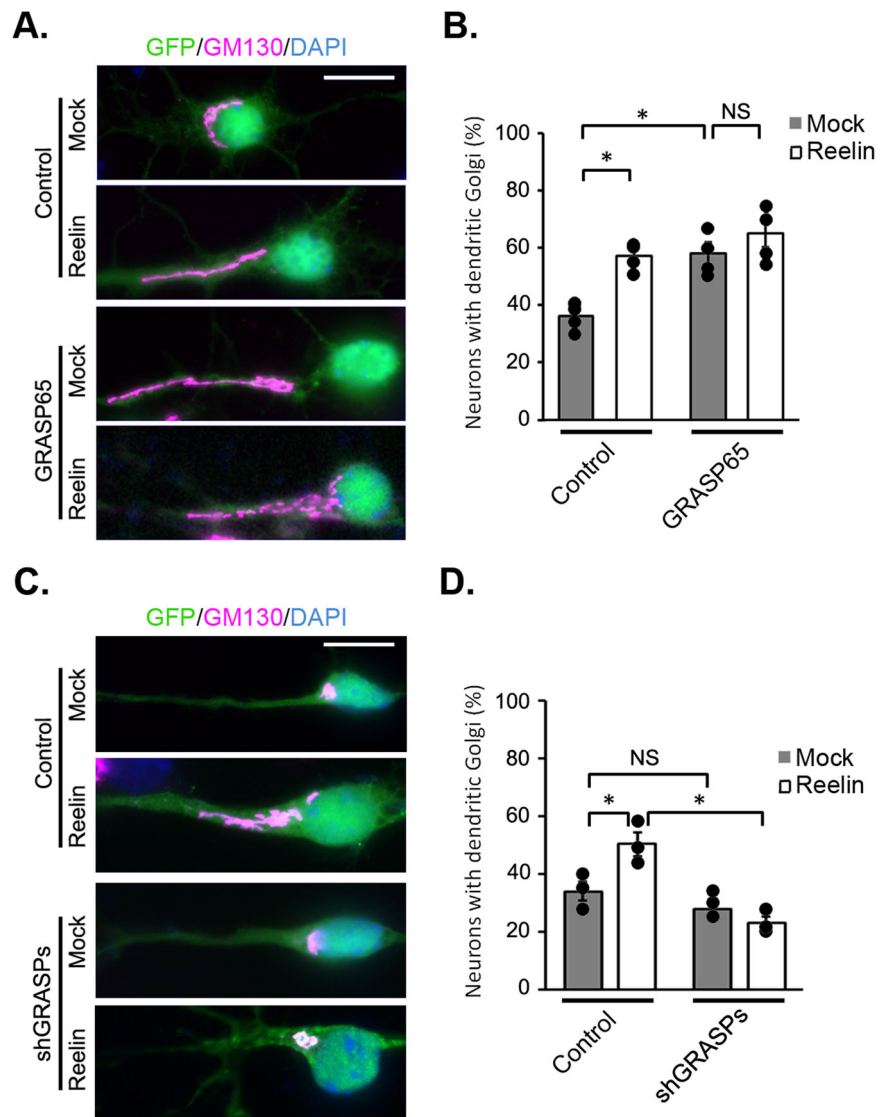 A.
GFP/GM130/DAPI
Control
Mock
Reelin
GRASP65
Mock
Reelin
B.
Neurons with dendritic Golgi (%)
100
80
60
40
20
0
*
*
NS
Mock
Reelin
Control
GRASP65
C.
GFP/GM130/DAPI
Control
Mock
Reelin
shGRASPs
Mock
Reelin
D.
Neurons with dendritic Golgi (%)
100
80
60
40
20
0
NS
*
*
Mock
Reelin
Control
shGRASPs